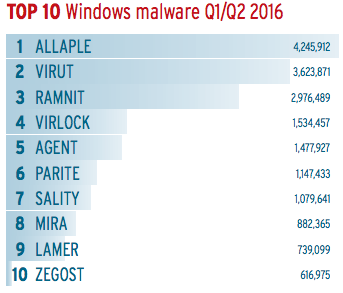 TOP 10 Windows malware Q1/Q2 2016
1 ALLAPLE 4,245,912
2 VIRUT 3,623,871
3 RAMNIT 2,976,489
4 VIRLOCK 1,534,457
5 AGENT 1,477,927
6 PARITE 1,147,433
7 SALITY 1,079,641
8 MIRA 882,365
9 LAMER 739,099
10 ZEGOST 616,975